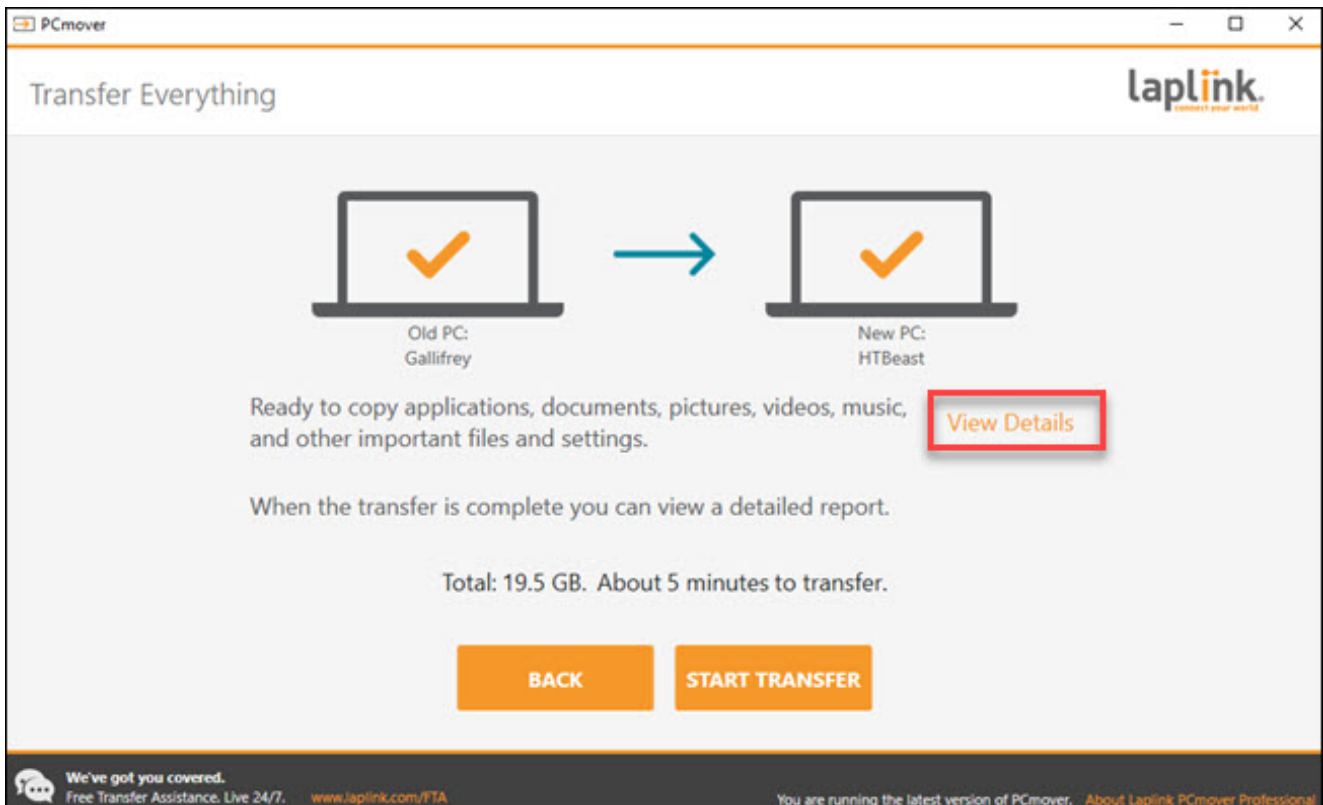 PCmover
Transfer Everything
laplink.
connect your world
Old PC:
Gallifrey
New PC:
HTBeast
Ready to copy applications, documents, pictures, videos, music,
and other important files and settings.
View Details
When the transfer is complete you can view a detailed report.
Total: 19.5 GB. About 5 minutes to transfer.
BACK
START TRANSFER
We've got you covered.
Free Transfer Assistance. Live 24/7. www.laplink.com/FTA
You are running the latest version of PCmover. About Laplink PCmover Professional